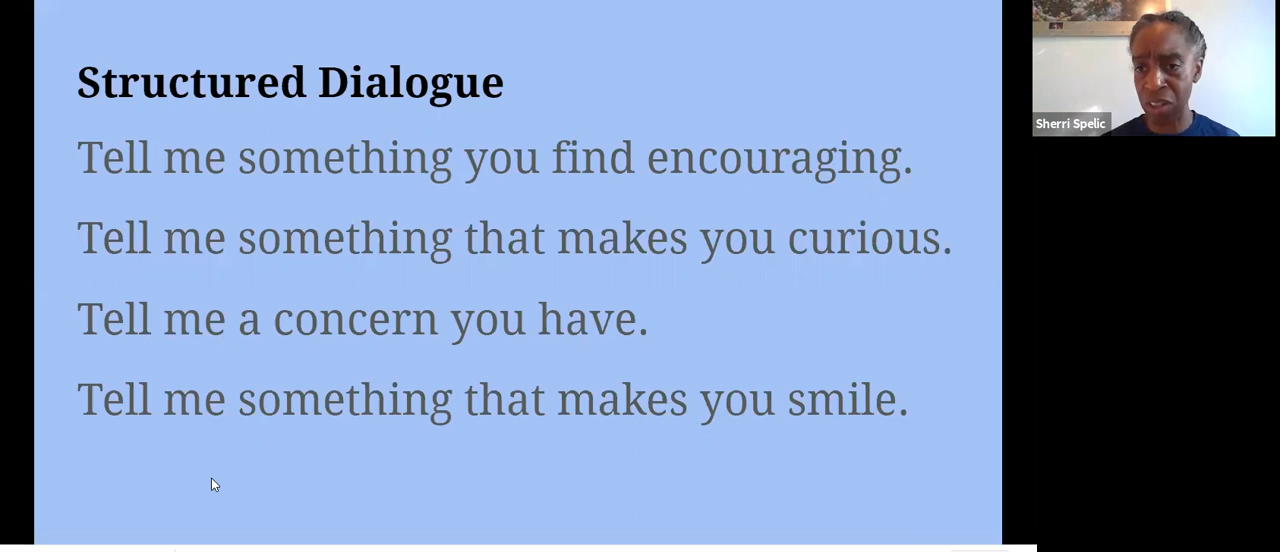 Structured Dialogue
Tell me something you find encouraging.
Tell me something that makes you curious.
Tell me a concern you have.
Tell me something that makes you smile.
Sherri Spelic